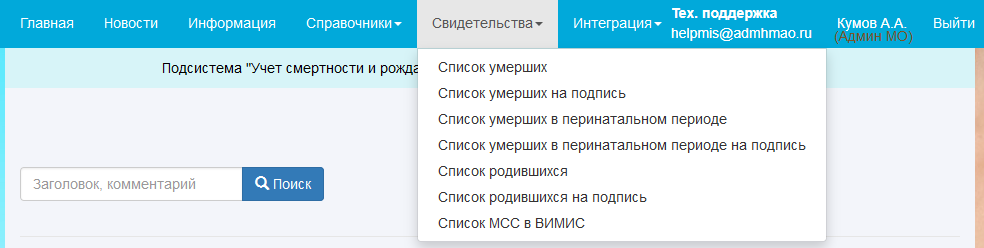 Главная Новости Информация Справочники Свидетельства Интеграция Тех. поддержка helpmis@admhmao.ru Кумов А.А. (Админ МО) Выйти
Подсистема "Учет смертности и
Список умерших
Список умерших на подпись
Список умерших в перинатальном периоде
Список умерших в перинатальном периоде на подпись
Заголовок, комментарий Поиск
Список родившихся
Список родившихся на подпись
Список МСС в ВИМИС